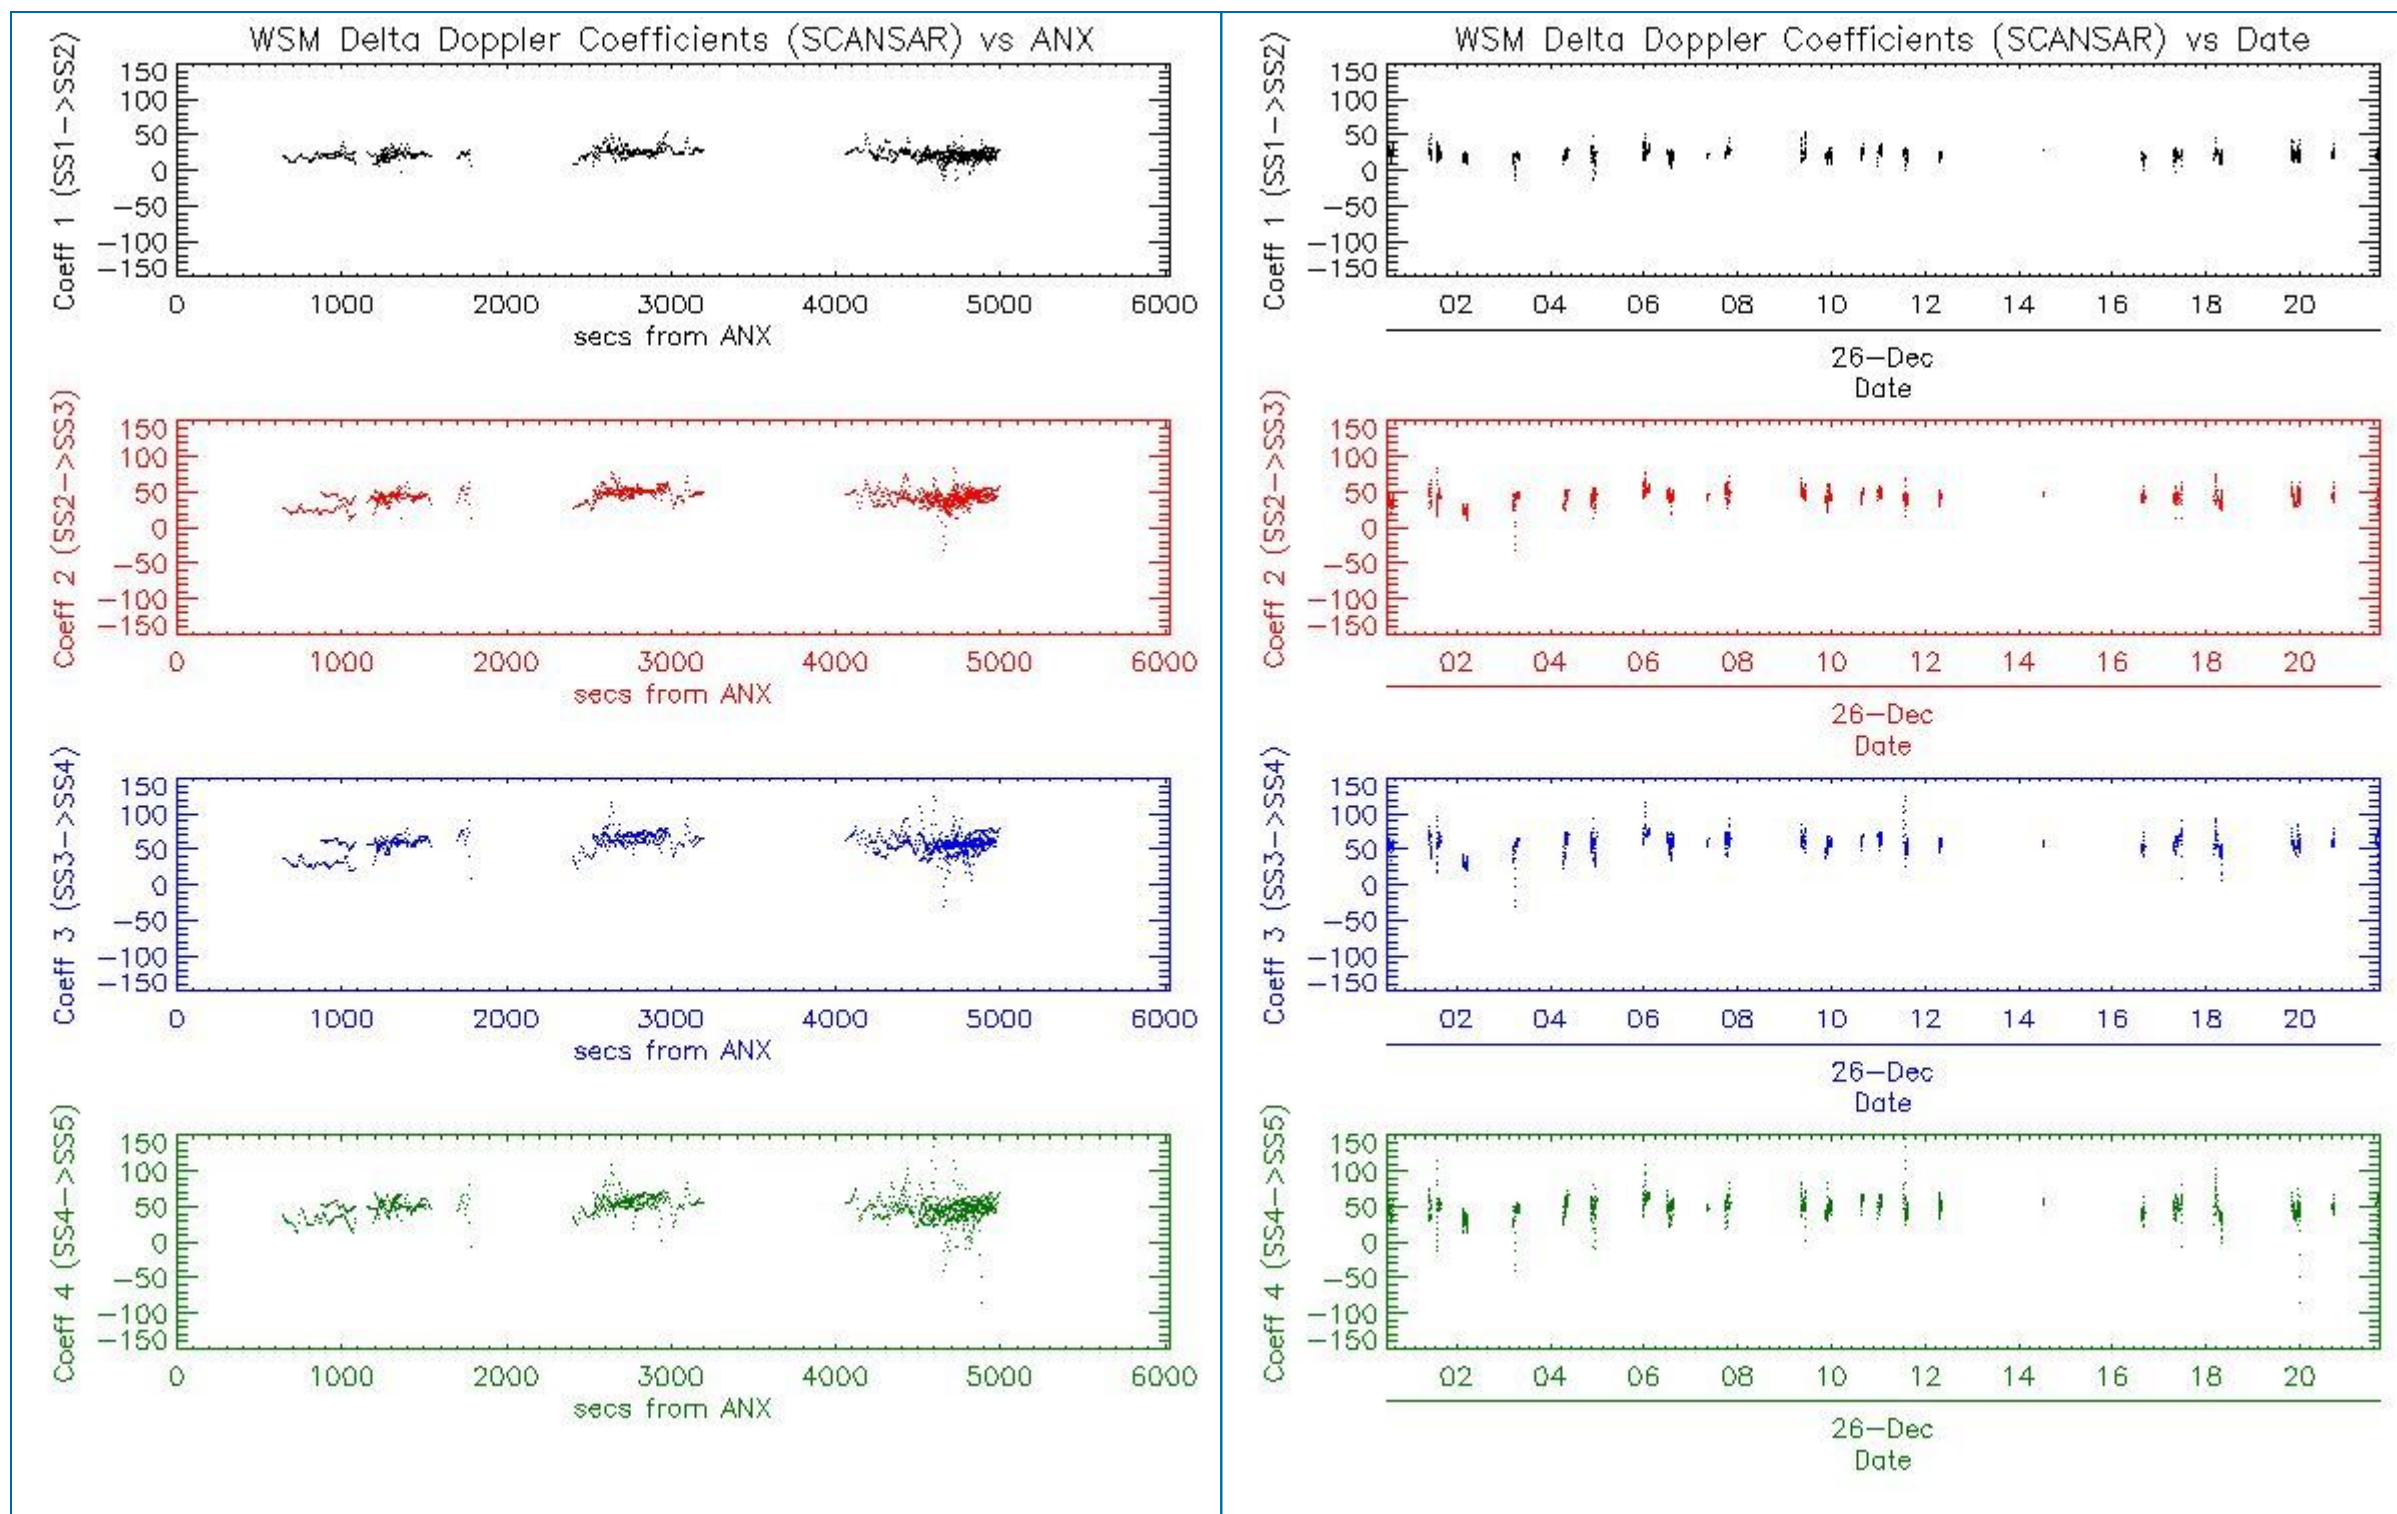 WSM Delta Doppler Coefficients (SCANSAR) vs ANX
Coeff 1 (SS1->SS2)
150
100
50
0
-50
-100
-150
0 1000 2000 3000 4000 5000 6000
secs from ANX
Coeff 2 (SS2->SS3)
150
100
50
0
-50
-100
-150
0 1000 2000 3000 4000 5000 6000
secs from ANX
Coeff 3 (SS3->SS4)
150
100
50
0
-50
-100
-150
0 1000 2000 3000 4000 5000 6000
secs from ANX
Coeff 4 (SS4->SS5)
150
100
50
0
-50
-100
-150
0 1000 2000 3000 4000 5000 6000
secs from ANX
WSM Delta Doppler Coefficients (SCANSAR) vs Date
Coeff 1 (SS1->SS2)
150
100
50
0
-50
-100
-150
02 04 06 08 10 12 14 16 18 20
26-Dec
Date
Coeff 2 (SS2->SS3)
150
100
50
0
-50
-100
-150
02 04 06 08 10 12 14 16 18 20
26-Dec
Date
Coeff 3 (SS3->SS4)
150
100
50
0
-50
-100
-150
02 04 06 08 10 12 14 16 18 20
26-Dec
Date
Coeff 4 (SS4->SS5)
150
100
50
0
-50
-100
-150
02 04 06 08 10 12 14 16 18 20
26-Dec
Date